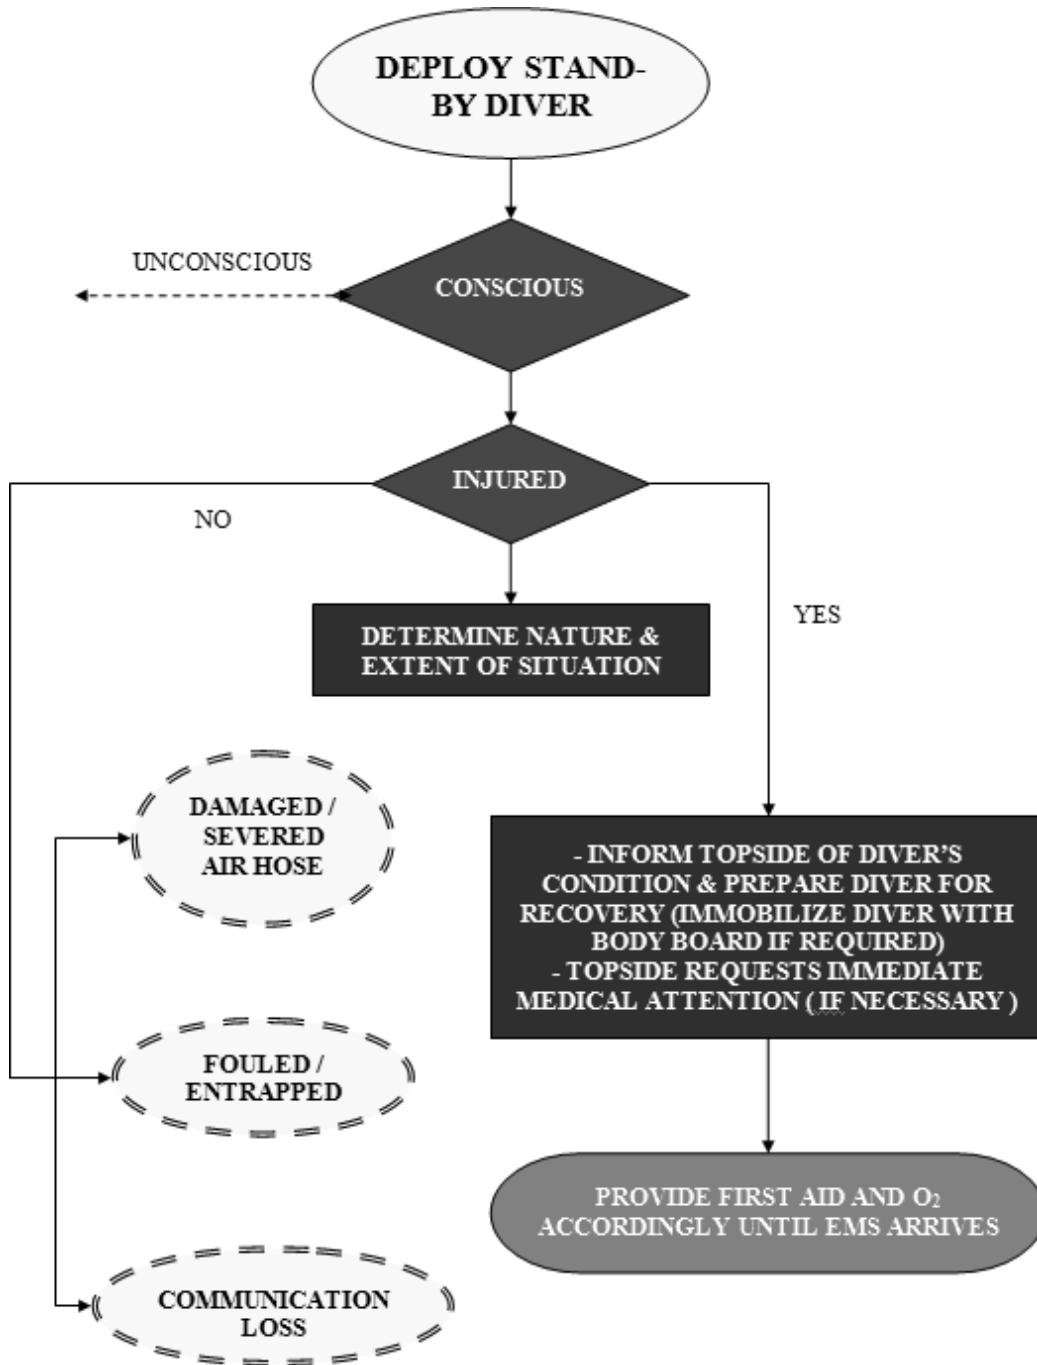 DEPLOY STAND-
BY DIVER
UNCONSCIOUS
CONSCIOUS
INJURED
NO
YES
DETERMINE NATURE &
EXTENT OF SITUATION
DAMAGED /
SEVERED
AIR HOSE
- INFORM TOPSIDE OF DIVER’S
CONDITION & PREPARE DIVER FOR
RECOVERY (IMMOBILIZE DIVER WITH
BODY BOARD IF REQUIRED)
- TOPSIDE REQUESTS IMMEDIATE
MEDICAL ATTENTION ( IF NECESSARY )
FOULED /
ENTRAPPED
PROVIDE FIRST AID AND O₂
ACCORDINGLY UNTIL EMS ARRIVES
COMMUNICATION
LOSS